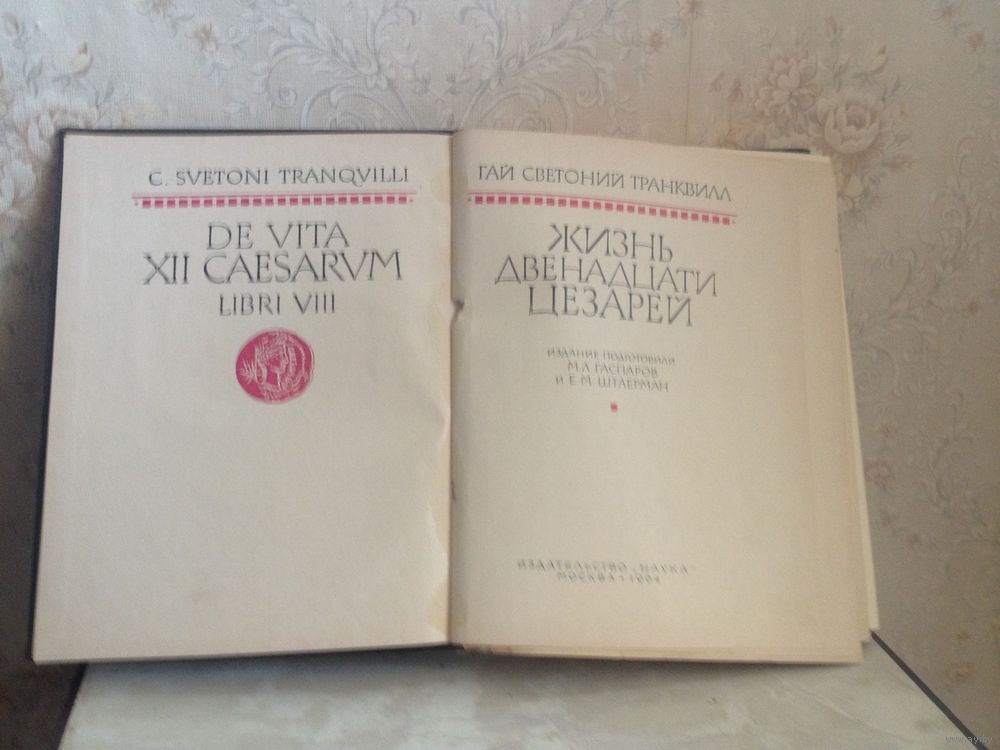 C. SVETONI TRANQVILLI
DE VITA
XII CAESARVM
LIBRI VIII
ГАЙ СВЕТОНИЙ ТРАНКВИЛЛ
ЖИЗНЬ
ДВЕНАДЦАТИ
ЦЕЗАРЕЙ
ИЗДАНИЕ ПОДГОТОВИЛИ
М.Л. ГАСПАРОВ
И Е.М. ШТАЕРМАН
ИЗДАТЕЛЬСТВО „НАУКА“
МОСКВА • 1964